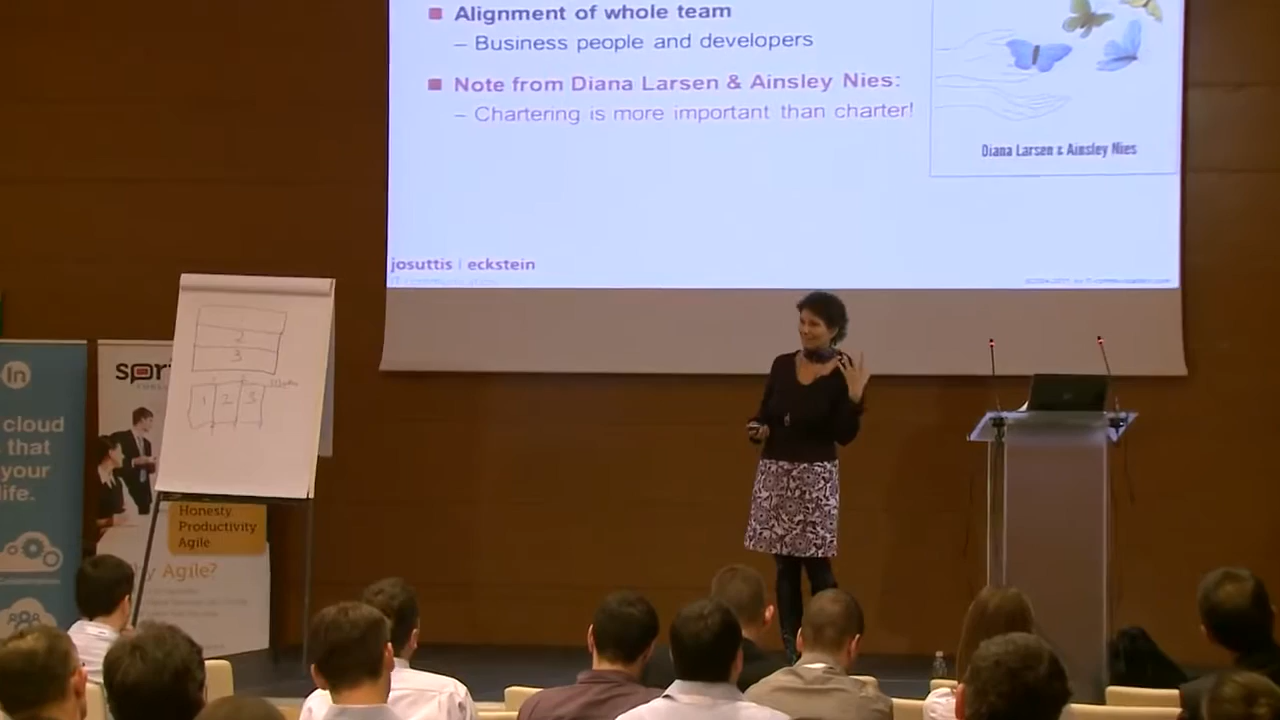 Alignment of whole team
– Business people and developers
Note from Diana Larsen & Ainsley Nies:
– Chartering is more important than charter!
Diana Larsen & Ainsley Nies
josuttis | eckstein
IT communication
2
3
1 2 3
in
cloud
that
your
life.
Honesty
Productivity
Agile
Agile?